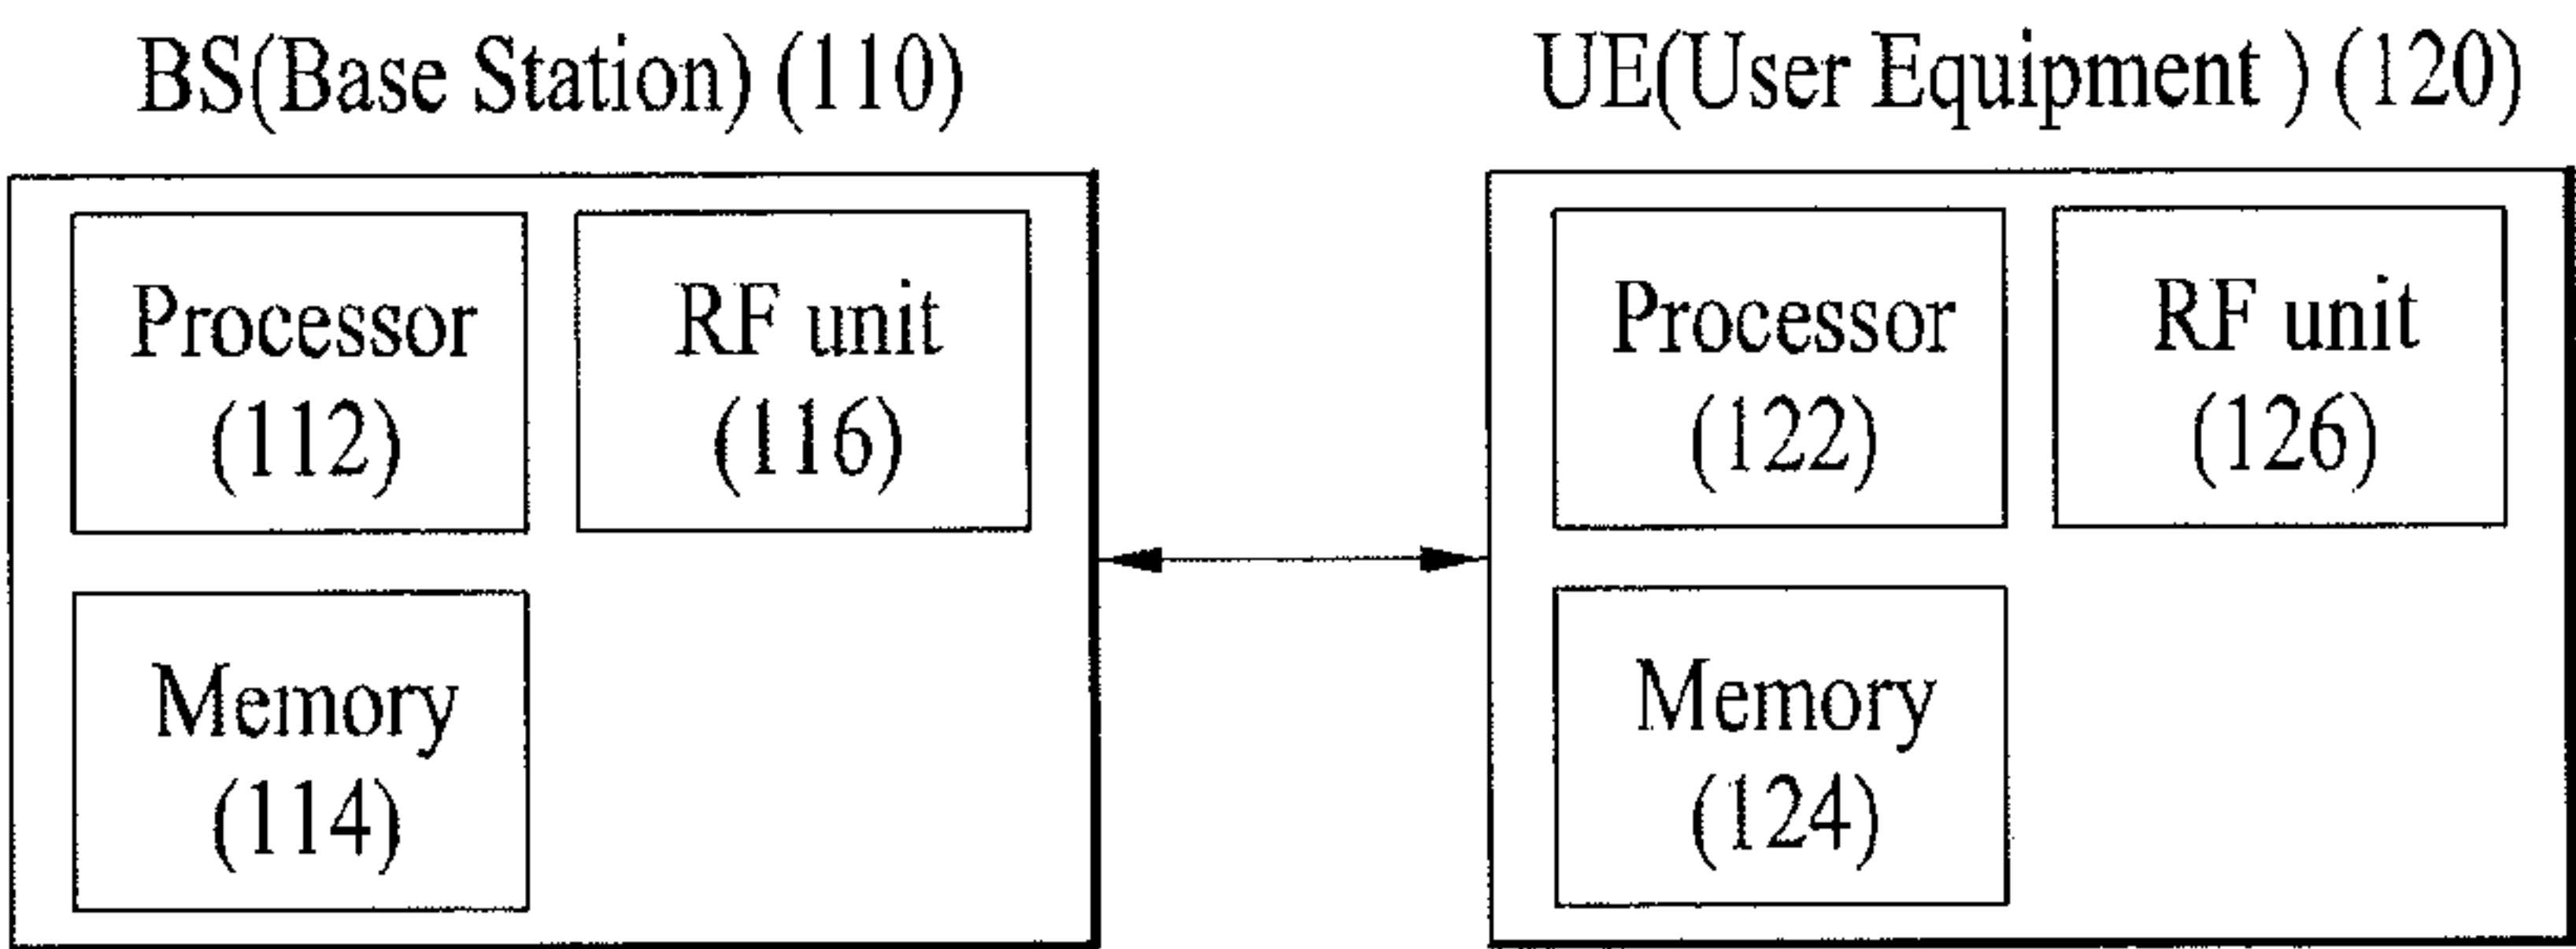 BS(Base Station) (110)
Processor
(112)
RF unit
(116)
Memory
(114)
UE(User Equipment ) (120)
Processor
(122)
RF unit
(126)
Memory
(124)